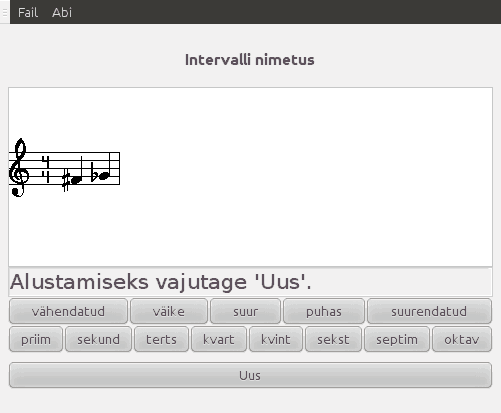 Fail Abi
Intervalli nimetus
Alustamiseks vajutage 'Uus'.
vähendatud väike suur puhas suurendatud
priim sekund terts kvart kvint sekst septim oktav
Uus